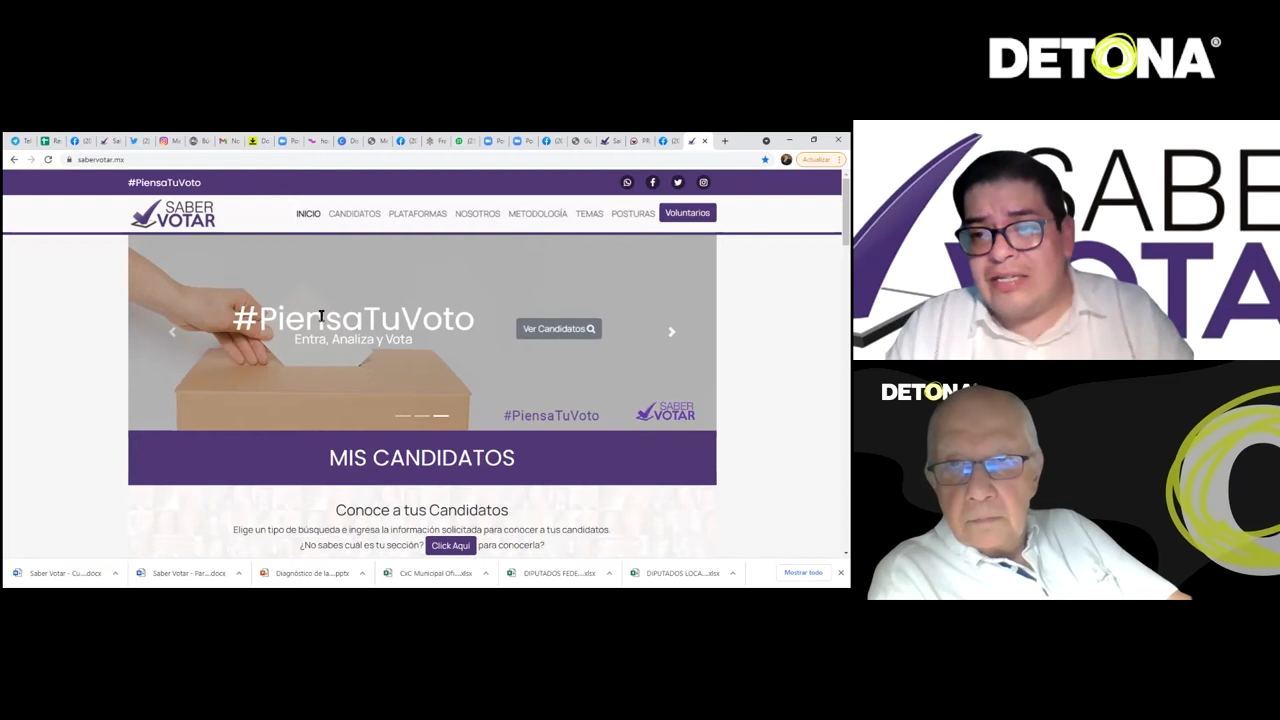 DETONA®
sabervotar.mx
Actualizar
#PiensaTuVoto
SABER
VOTAR
INICIO CANDIDATOS PLATAFORMAS NOSOTROS METODOLOGÍA TEMAS POSTURAS Voluntarios
#PiensaTuVoto
Entra, Analiza y Vota
Ver Candidatos
#PiensaTuVoto
SABER
VOTAR
MIS CANDIDATOS
Conoce a tus Candidatos
Elige un tipo de búsqueda e ingresa la información solicitada para conocer a tus candidatos.
¿No sabes cuál es tu sección? Click Aquí para conocerla?
Saber Votar - Cu....docx
Saber Votar - Par....docx
Diagnóstico de la....pptx
CxC Municipal Ofi....xlsx
DIPUTADOS FEDE....xlsx
DIPUTADOS LOCA....xlsx
Mostrar todo
SABE
VOTA
DETON